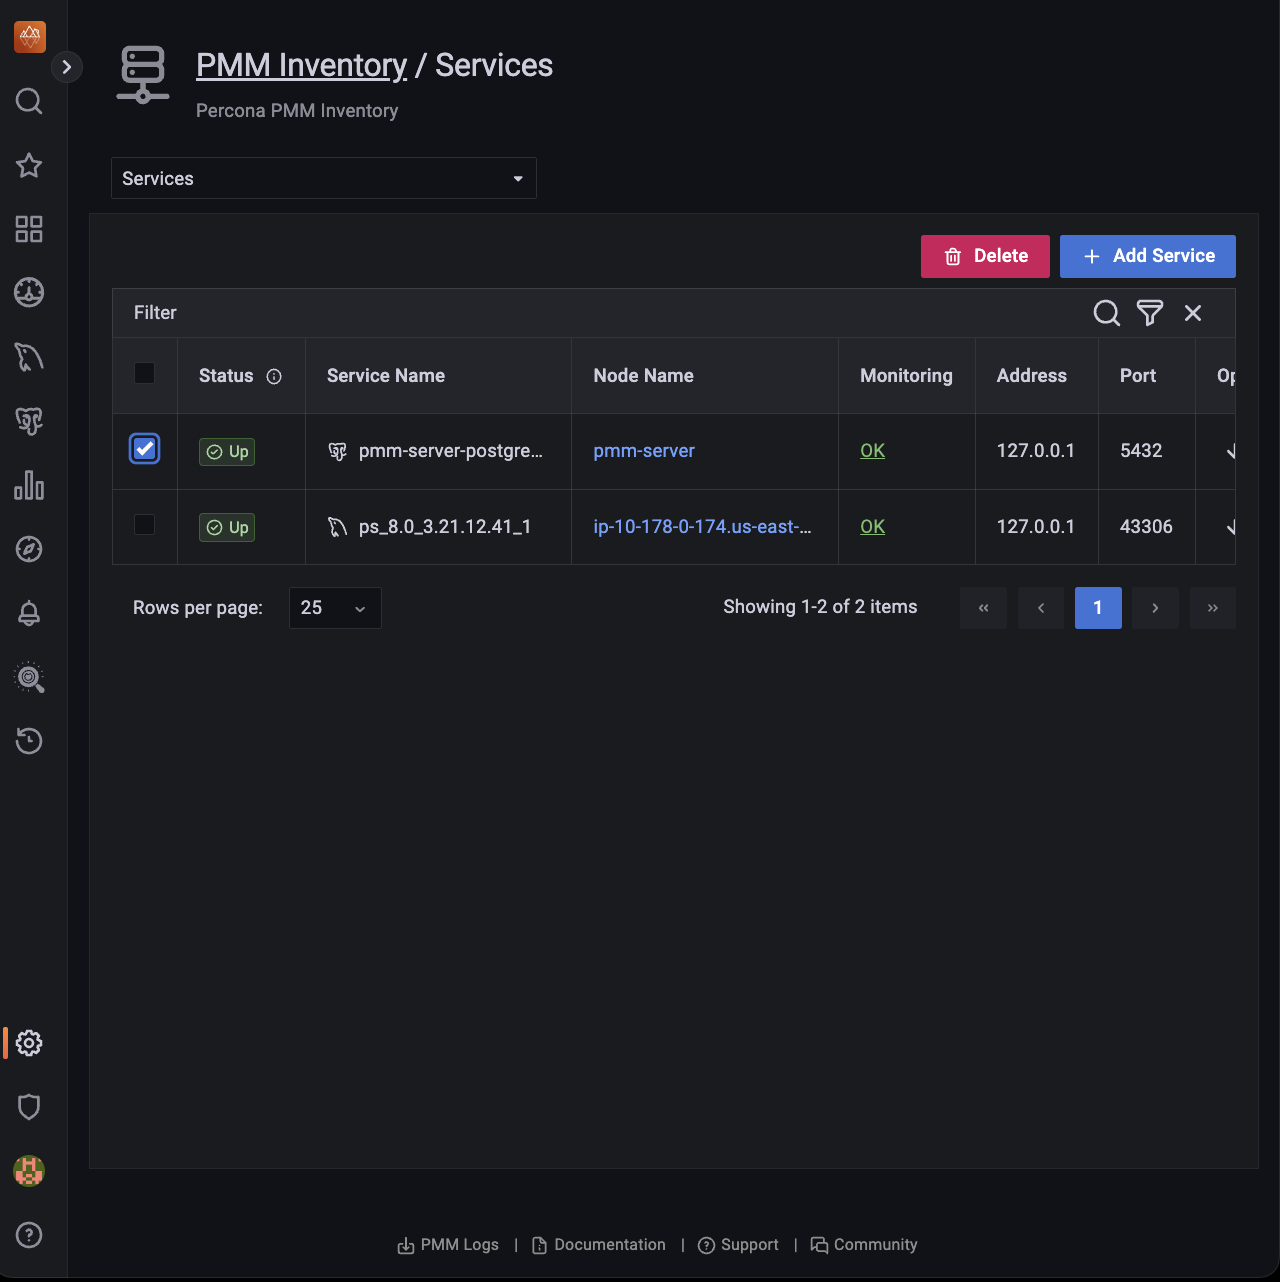 PMM Inventory / Services
Percona PMM Inventory
Services
Delete
Add Service
Filter
Status Service Name Node Name Monitoring Address Port Op
Up pmm-server-postgre... pmm-server OK 127.0.0.1 5432
Up ps_8.0_3.21.12.41_1 ip-10-178-0-174.us-east-... OK 127.0.0.1 43306
Rows per page: 25 Showing 1-2 of 2 items « ‹ 1 › »
PMM Logs | Documentation | Support | Community